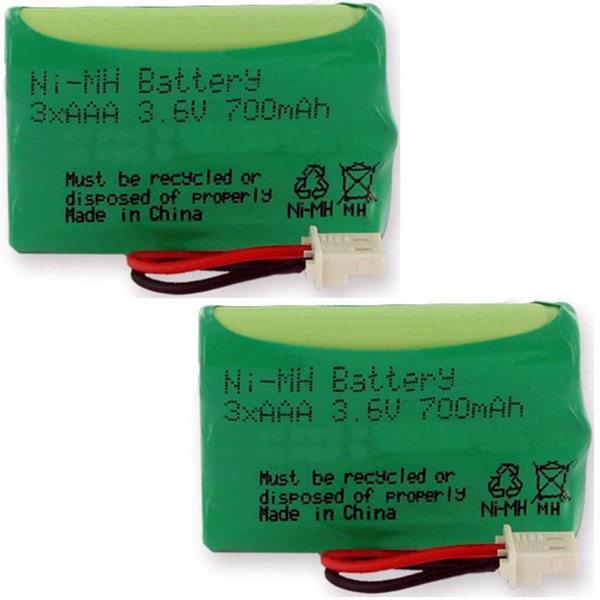 Ni-MH Battery
3xAAA 3.6V 700mAh
Must be recycled or
disposed of properly
Made in China
Ni-MH MH
Ni-MH Battery
3xAAA 3.6V 700mAh
Must be recycled or
disposed of properly
Made in China
Ni-MH MH